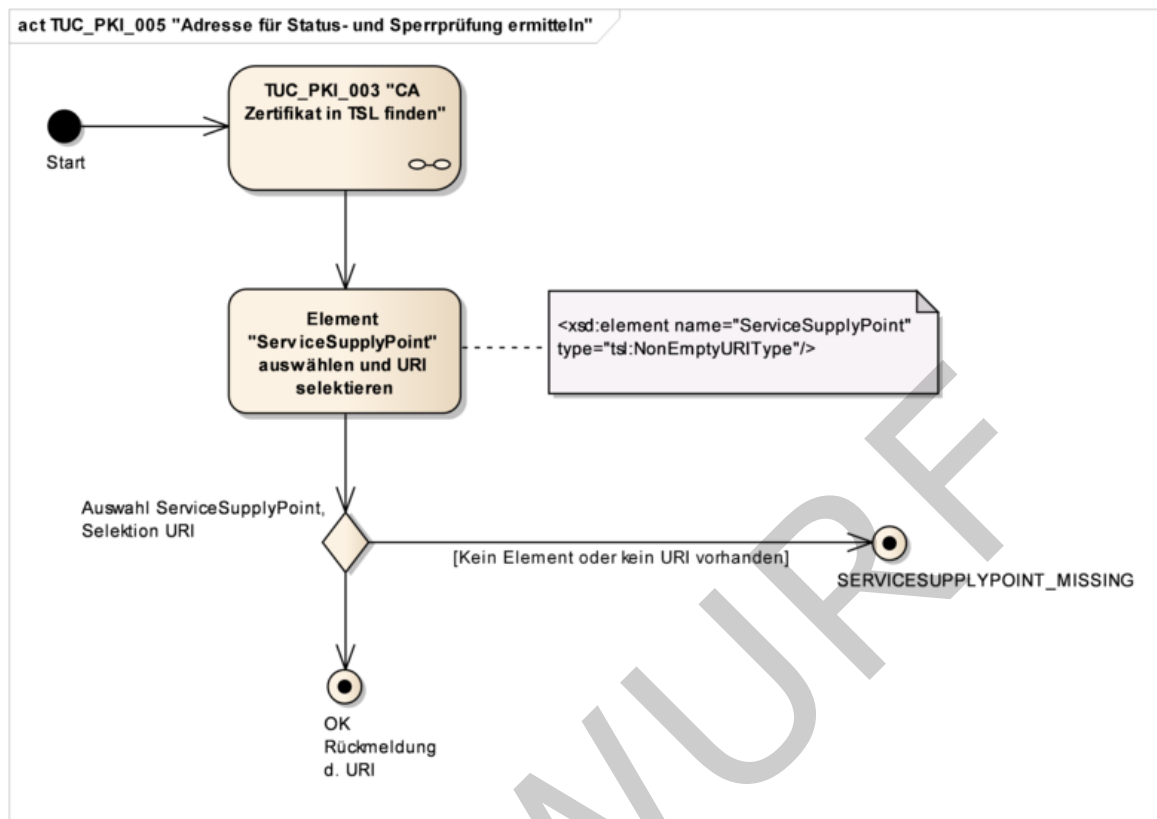 act TUC_PKI_005 "Adresse für Status- und Sperrprüfung ermitteln"
TUC_PKI_003 "CA
Zertifikat in TSL finden"
Start
Element
"ServiceSupplyPoint"
auswählen und URI
selektieren
<xsd:element name="ServiceSupplyPoint"
type="tsl:NonEmptyURIType"/>
Auswahl ServiceSupplyPoint,
Selektion URI
[Kein Element oder kein URI vorhanden]
SERVICESUPPLYPOINT_MISSING
OK
Rückmeldung
d. URI
WURF